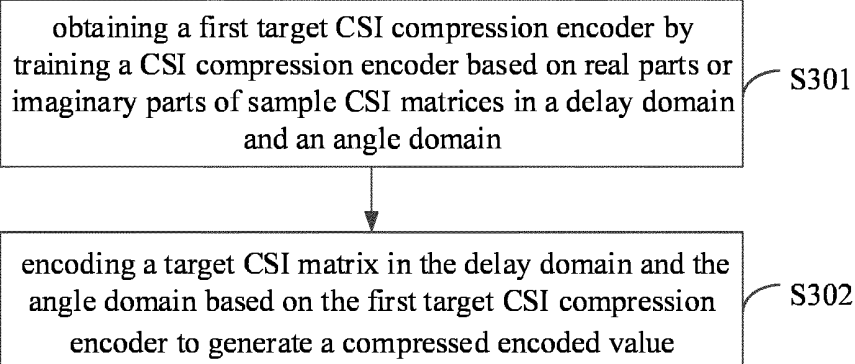 obtaining a first target CSI compression encoder by
training a CSI compression encoder based on real parts or
imaginary parts of sample CSI matrices in a delay domain
and an angle domain
S301
encoding a target CSI matrix in the delay domain and the
angle domain based on the first target CSI compression
encoder to generate a compressed encoded value
S302